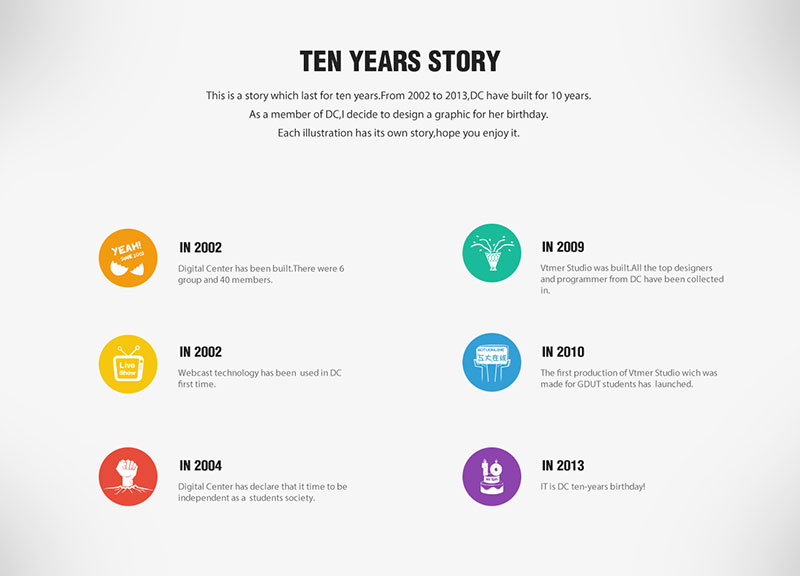 TEN YEARS STORY
This is a story which last for ten years.From 2002 to 2013,DC have built for 10 years.
As a member of DC,I decide to design a graphic for her birthday.
Each illustration has its own story,hope you enjoy it.
YEAH!
IN 2002
Digital Center has been built.There were 6
group and 40 members.
Live
Show
IN 2002
Webcast technology has been used in DC
first time.
IN 2004
Digital Center has declare that it time to be
independent as a students society.
IN 2009
Vtmer Studio was built.All the top designers
and programmer from DC have been collected
in.
工大在线
IN 2010
The first production of Vtmer Studio wich was
made for GDUT students has launched.
10
IN 2013
IT is DC ten-years birthday!